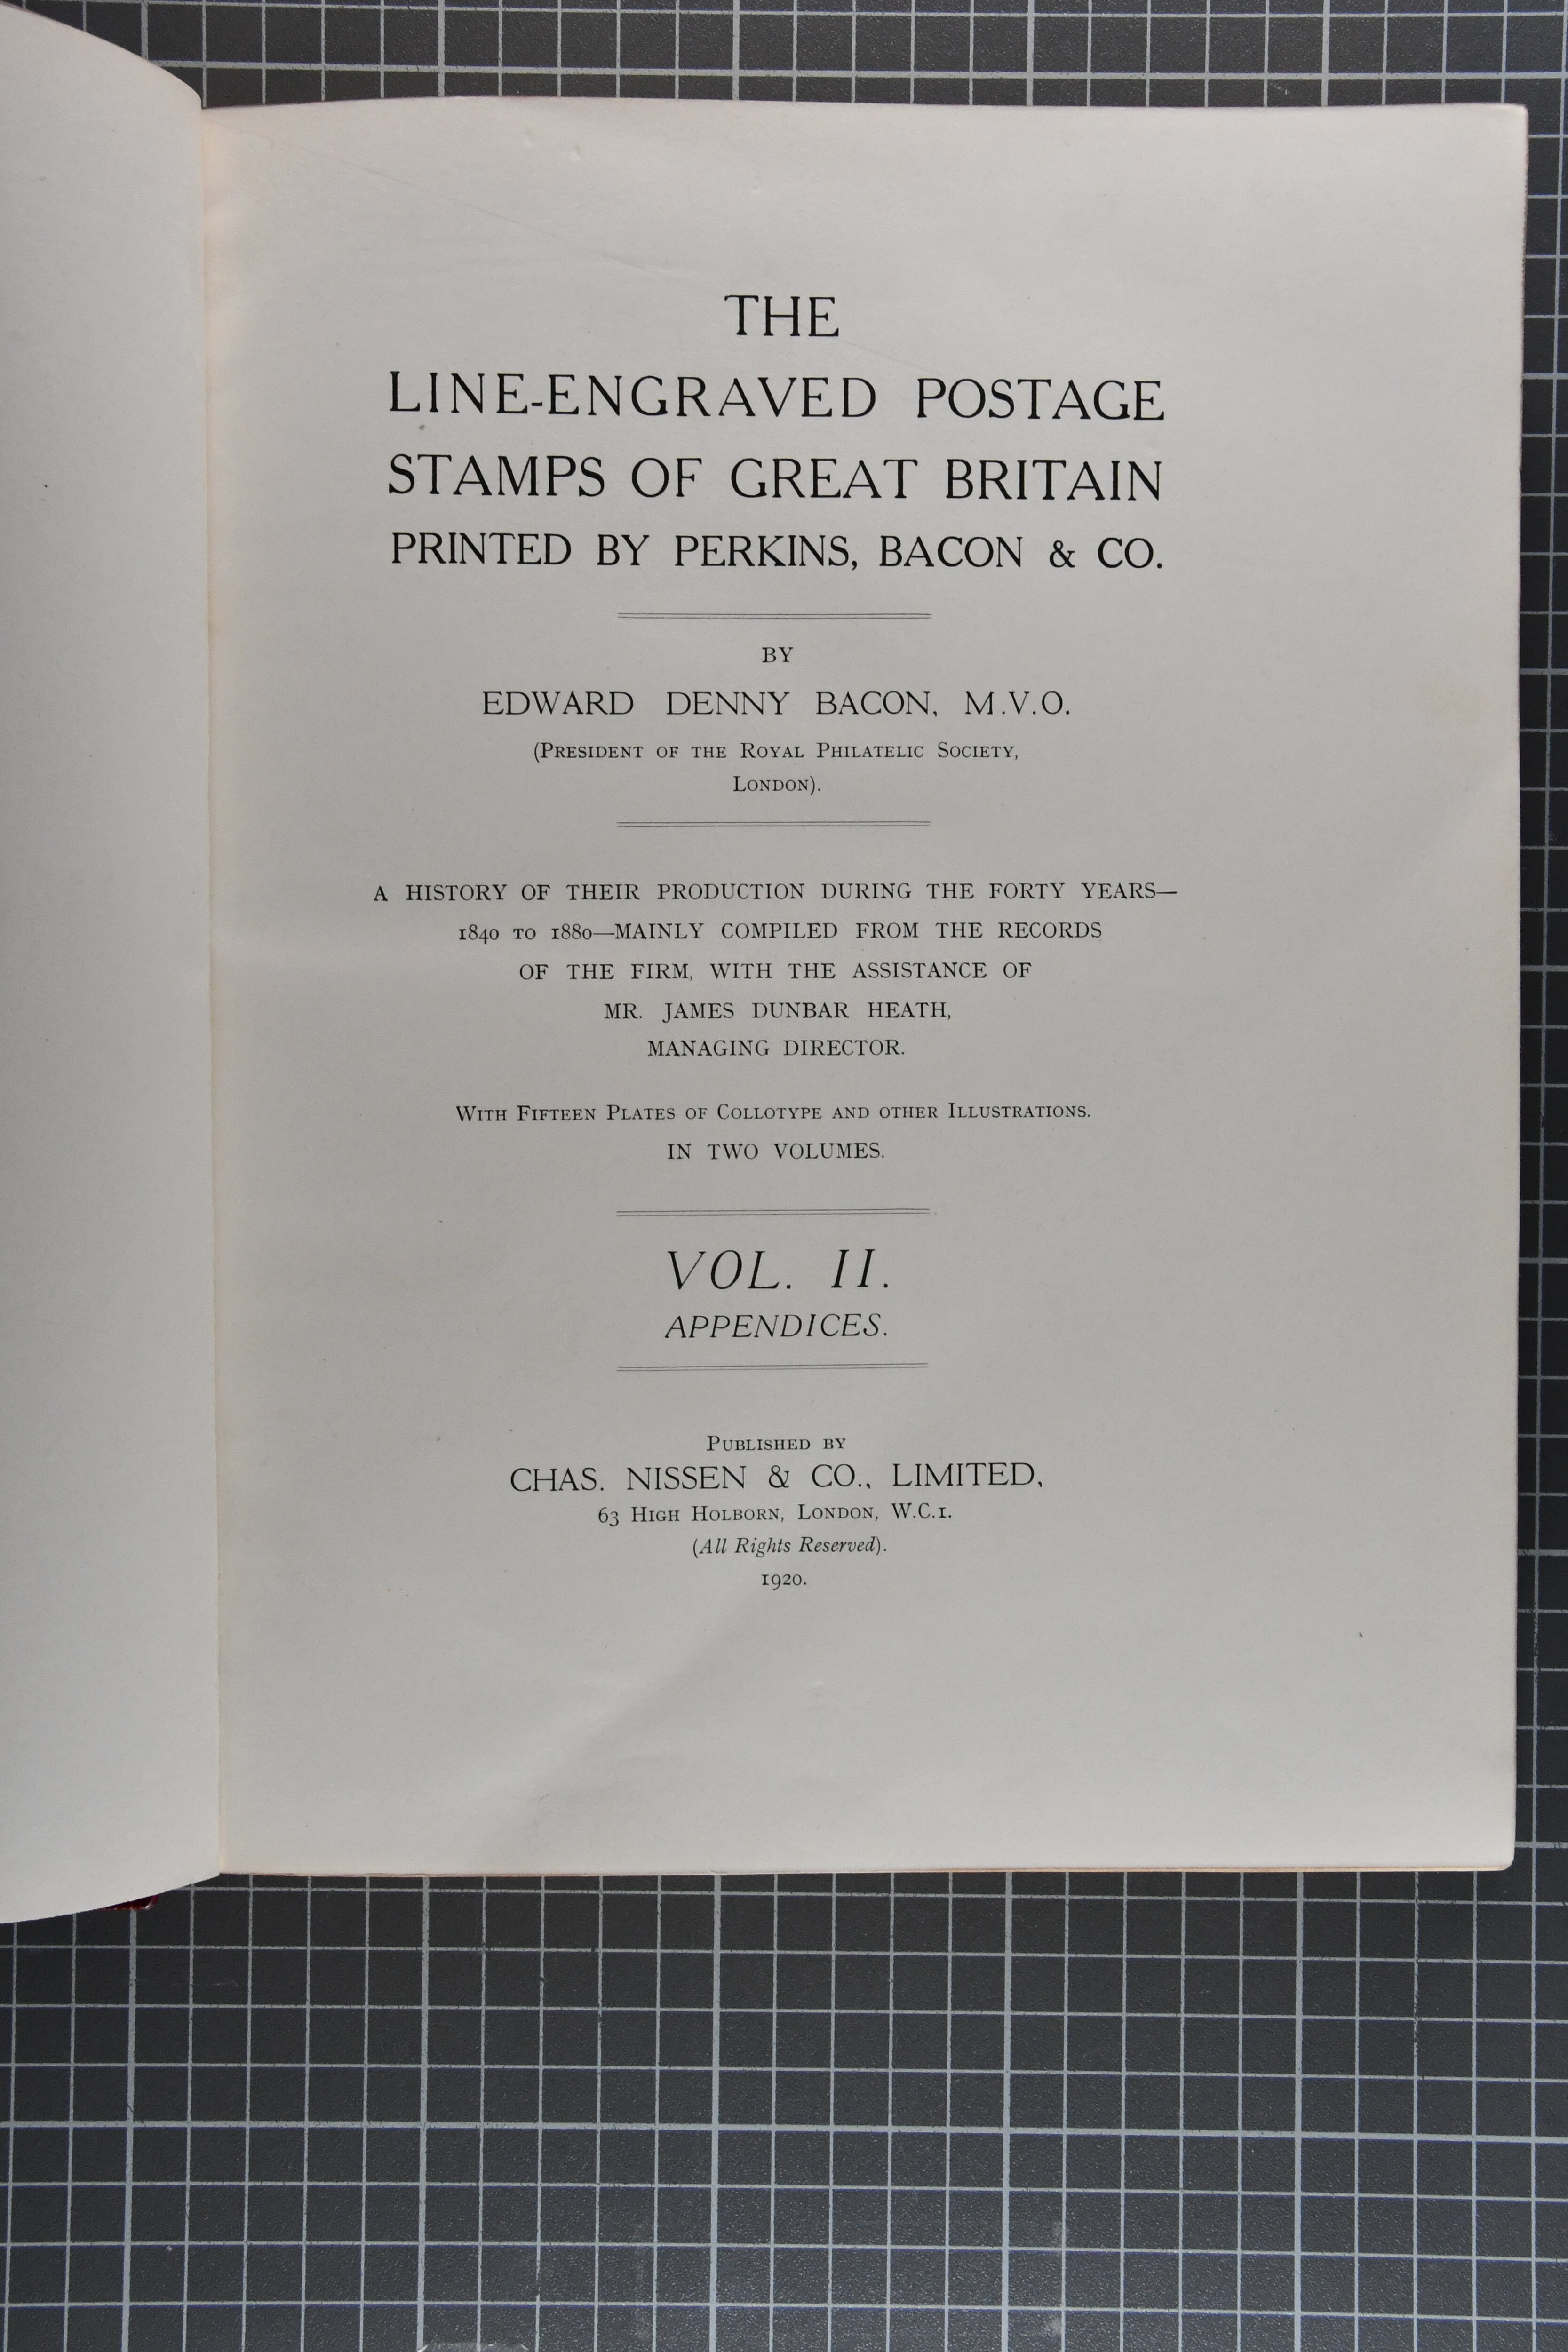 THE
LINE-ENGRAVED POSTAGE
STAMPS OF GREAT BRITAIN
PRINTED BY PERKINS, BACON & CO.
BY
EDWARD DENNY BACON, M.V.O.
(President of the Royal Philatelic Society,
London).
A HISTORY OF THEIR PRODUCTION DURING THE FORTY YEARS—
1840 TO 1880—MAINLY COMPILED FROM THE RECORDS
OF THE FIRM, WITH THE ASSISTANCE OF
MR. JAMES DUNBAR HEATH,
MANAGING DIRECTOR.
With Fifteen Plates of Collotype and other Illustrations.
IN TWO VOLUMES.
VOL. II.
APPENDICES.
Published by
CHAS. NISSEN & CO., LIMITED,
63 High Holborn, London, W.C.1.
(All Rights Reserved).
1920.